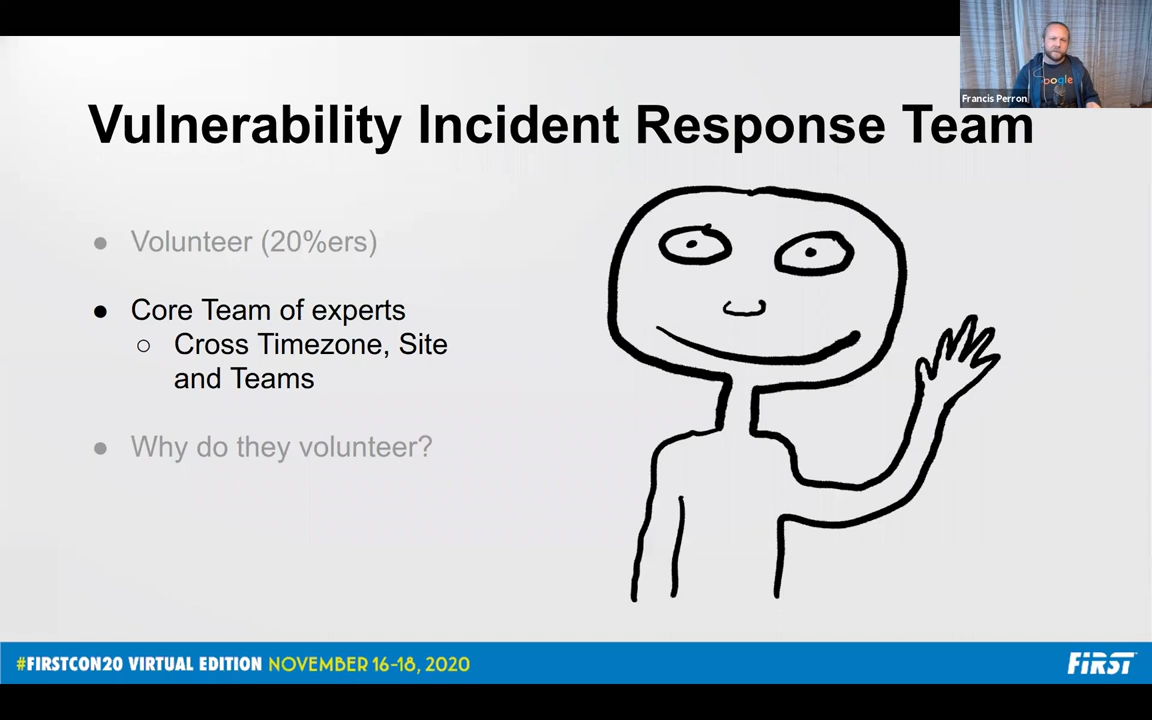 oogle
Francis Perron
Vulnerability Incident Response Team
● Volunteer (20%ers)
● Core Team of experts
○ Cross Timezone, Site
and Teams
● Why do they volunteer?
#FIRSTCON20 VIRTUAL EDITION NOVEMBER 16-18, 2020
FIRST